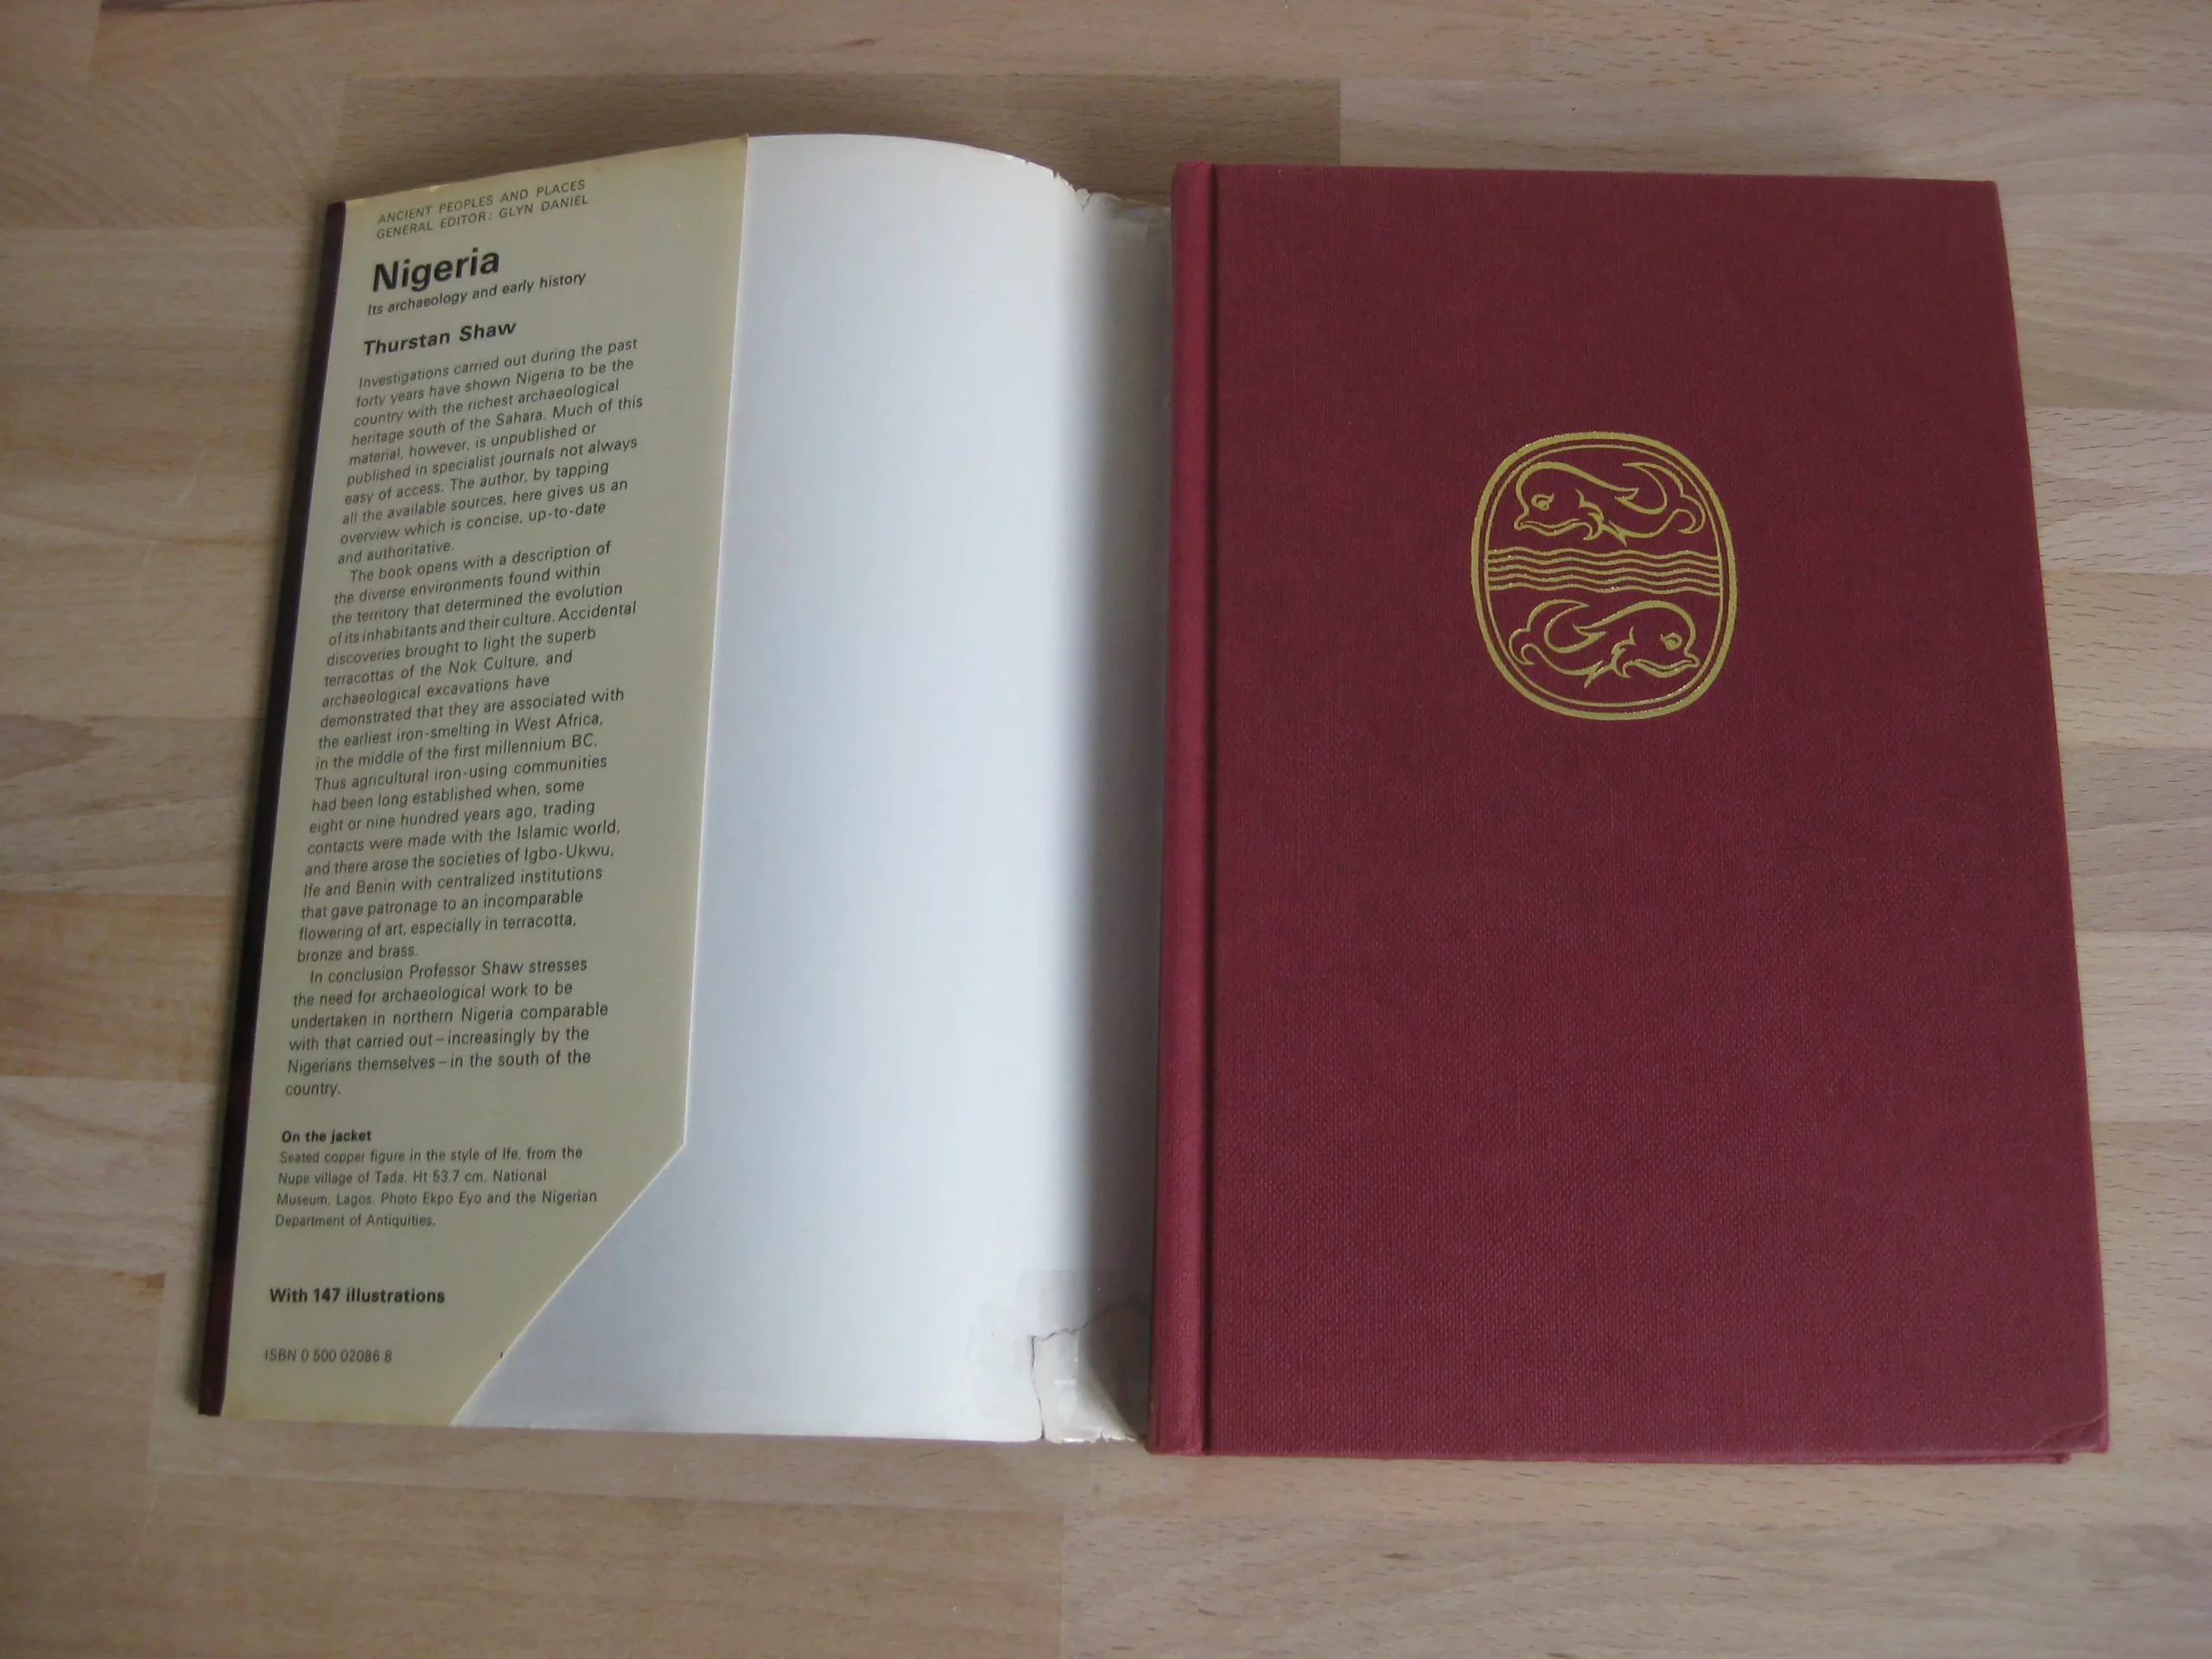 ANCIENT PEOPLES AND PLACES
GENERAL EDITOR: GLYN DANIEL
Nigeria
Its archaeology and early history
Thurstan Shaw
Investigations carried out during the past
forty years have shown Nigeria to be the
country with the richest archaeological
heritage south of the Sahara. Much of this
material, however, is unpublished or
published in specialist journals not always
easy of access. The author, by tapping
all the available sources, here gives us an
overview which is concise, up-to-date
and authoritative.
The book opens with a description of
the diverse environments found within
the territory that determined the evolution
of its inhabitants and their culture. Accidental
discoveries brought to light the superb
terracottas of the Nok Culture, and
archaeological excavations have
demonstrated that they are associated with
the earliest iron-smelting in West Africa,
in the middle of the first millennium BC.
Thus agricultural iron-using communities
had been long established when, some
eight or nine hundred years ago, trading
contacts were made with the Islamic world,
and there arose the societies of Igbo-Ukwu,
Ife and Benin with centralized institutions
that gave patronage to an incomparable
flowering of art, especially in terracotta,
bronze and brass.
In conclusion Professor Shaw stresses
the need for archaeological work to be
undertaken in northern Nigeria comparable
with that carried out – increasingly by the
Nigerians themselves – in the south of the
country.
On the jacket
Seated copper figure in the style of Ife, from the
Nupe village of Tada. Ht 53.7 cm. National
Museum, Lagos. Photo Ekpo Eyo and the Nigerian
Department of Antiquities.
With 147 illustrations
ISBN 0 500 02086 8